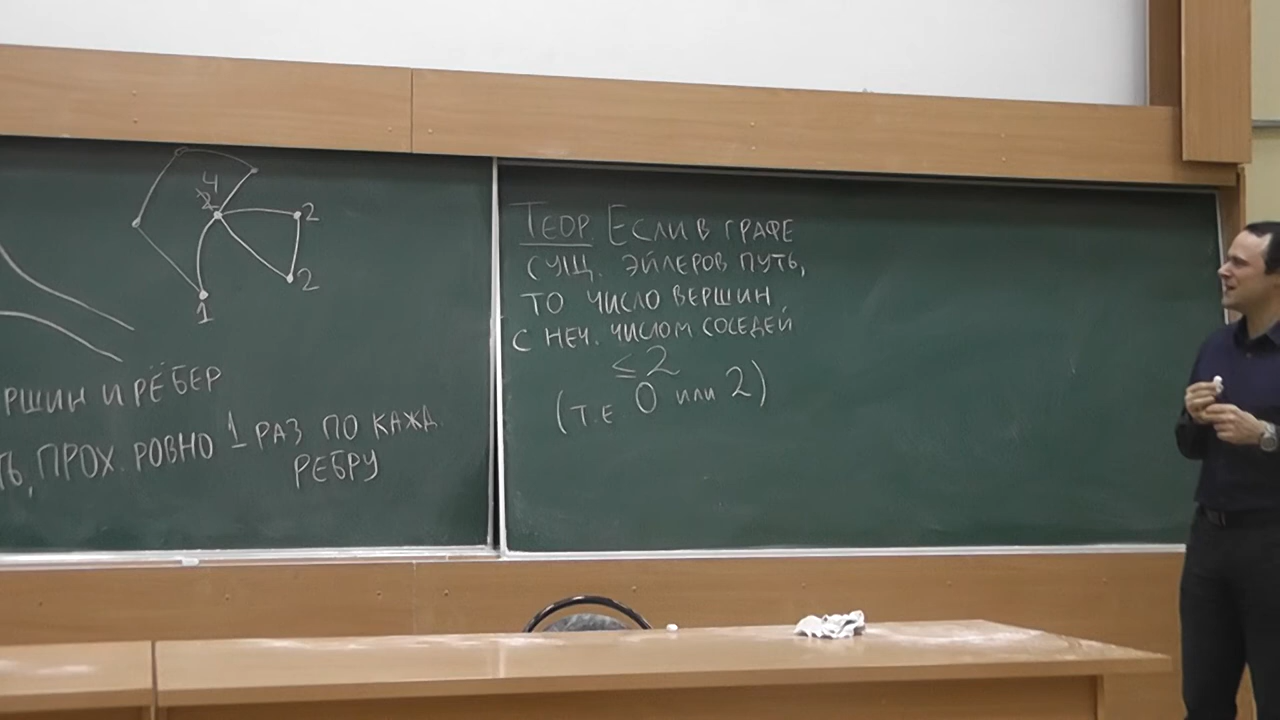 4
2
2
2
1
РШИН И РЁБЕР
ТЬ, ПРОХ. РОВНО 1 РАЗ ПО КАЖД.
РЕБРУ
ТЕОР. ЕСЛИ В ГРАФЕ
СУЩ. ЭЙЛЕРОВ ПУТЬ,
ТО ЧИСЛО ВЕРШИН
С НЕЧ. ЧИСЛОМ СОСЕДЕЙ
≤ 2
(Т.Е 0 ИЛИ 2)